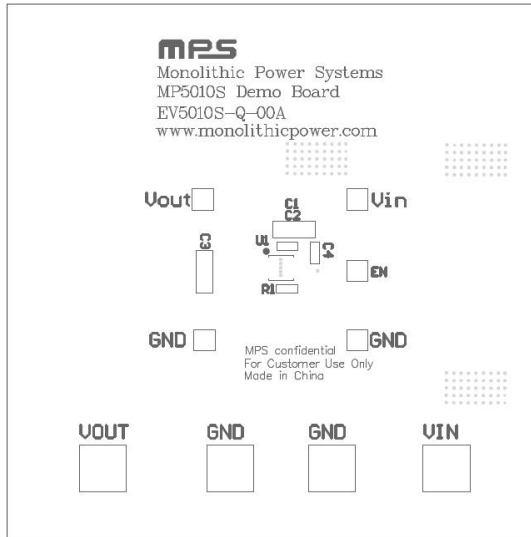 mps
Monolithic Power Systems
MP5010S Demo Board
EV5010S-Q-00A
www.monolithicpower.com
Vout
Vin
C1
C2
C3
U1
C4
EN
R1
GND
GND
MPS confidential
For Customer Use Only
Made in China
VOUT
GND
GND
VIN